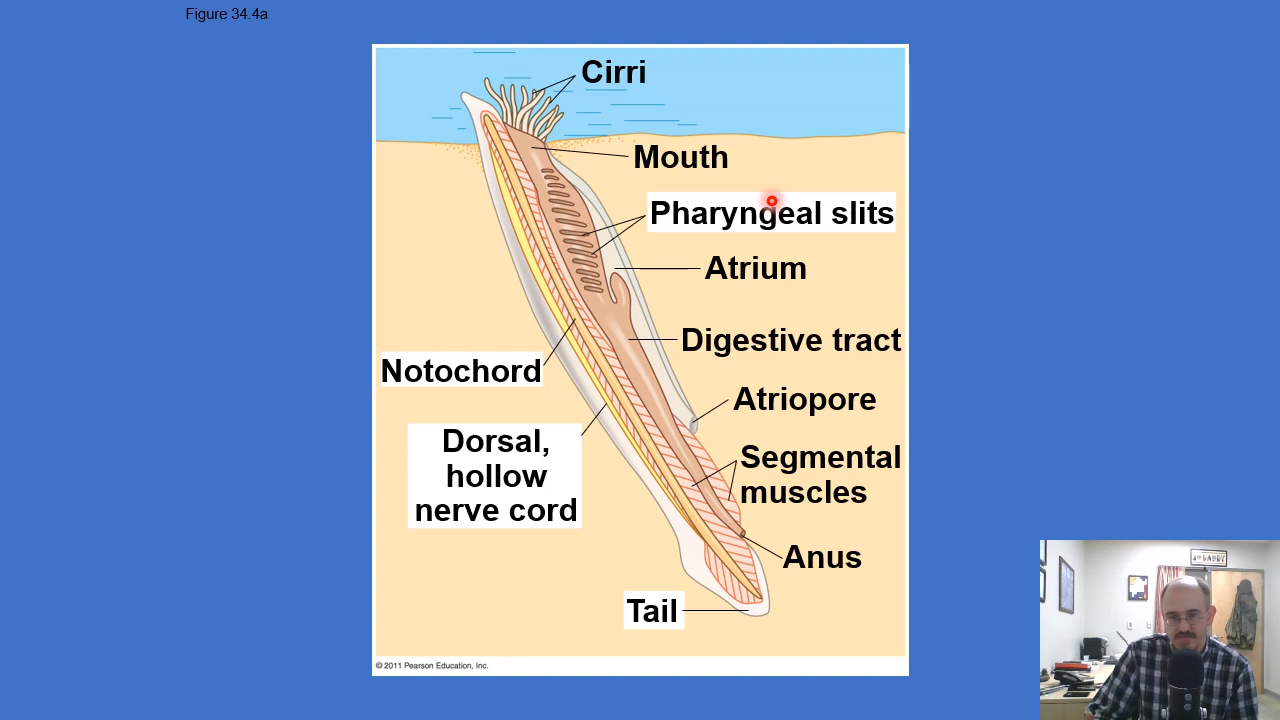 Figure 34.4a
Cirri
Mouth
Pharyngeal slits
Atrium
Digestive tract
Notochord
Atriopore
Dorsal,
hollow
nerve cord
Segmental
muscles
Anus
Tail
© 2011 Pearson Education, Inc.